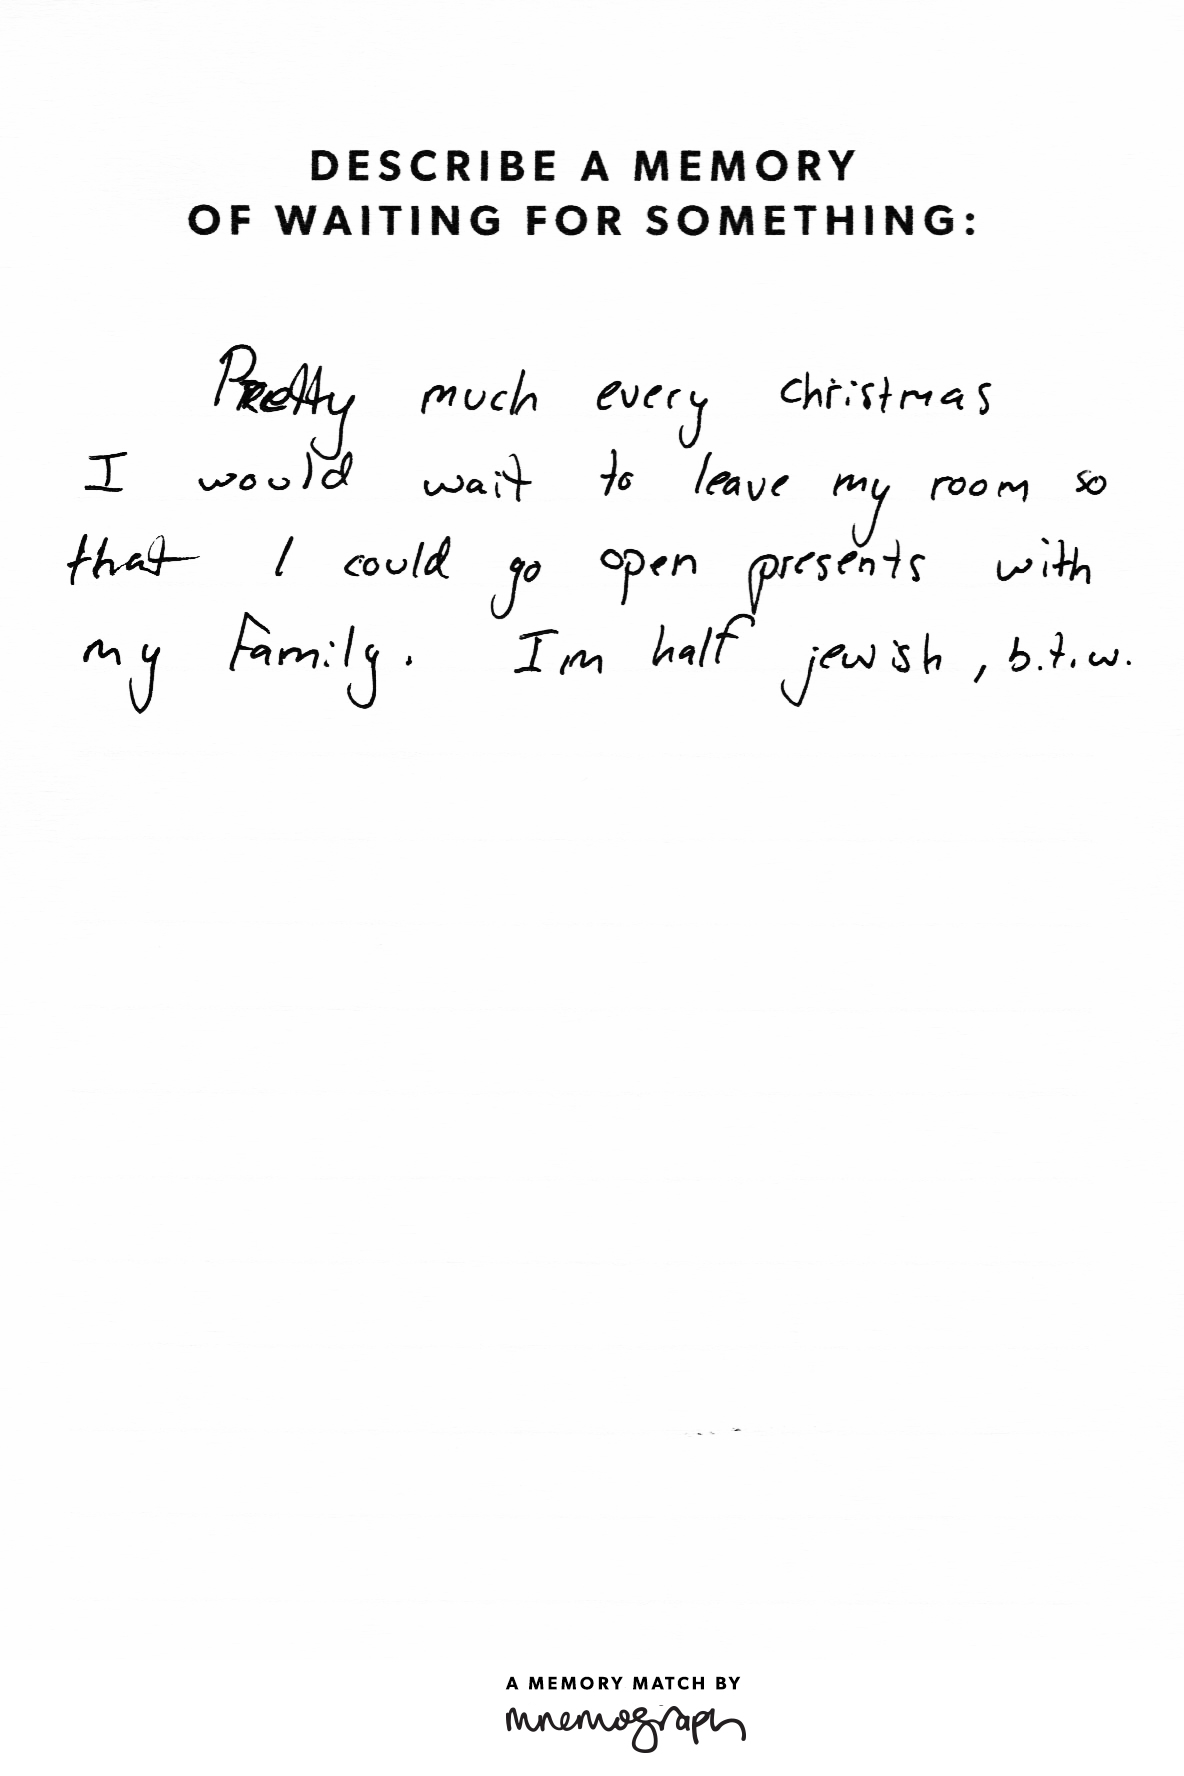 DESCRIBE A MEMORY
OF WAITING FOR SOMETHING:
Pretty much every christmas
I would wait to leave my room so
that I could go open presents with
my Family. Im half jewish, b.t.w.
A MEMORY MATCH BY
mnemograph